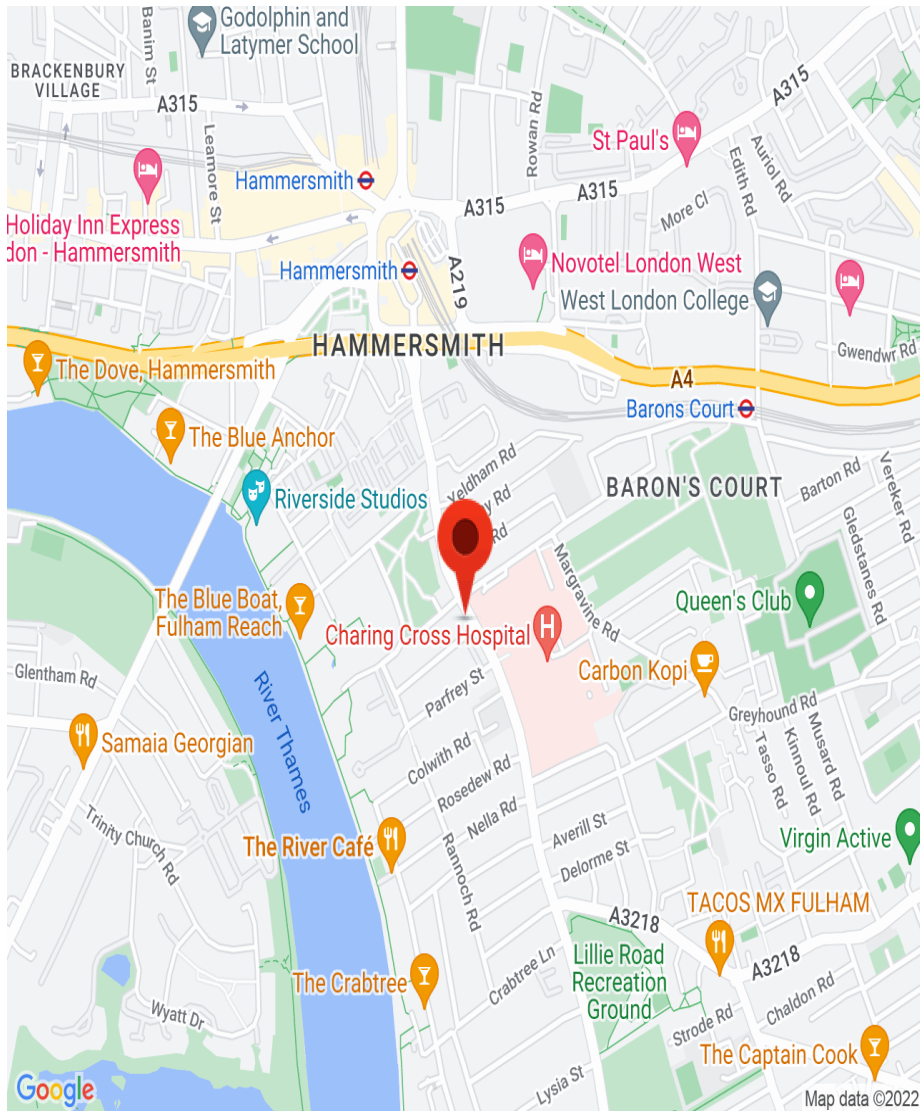 Godolphin and
Latymer School
Banim St
BRACKENBURY
VILLAGE
A315
A315
Leamore St
Rowan Rd
St Paul's
Auriol Rd
Edith Rd
Hammersmith
A315
A315
More Cl
Holiday Inn Express
don - Hammersmith
Hammersmith
A219
Novotel London West
West London College
HAMMERSMITH
Gwendwr Rd
The Dove, Hammersmith
A4
Barons Court
The Blue Anchor
Yeldham Rd
BARON'S COURT
Barton Rd
Vereker Rd
Riverside Studios
Gledstanes Rd
Rd
Rd
Margravine Rd
The Blue Boat,
Fulham Reach
Queen's Club
Charing Cross Hospital
Carbon Kopi
Glentham Rd
River Thames
Parfrey St
Greyhound Rd
Samaia Georgian
Colwith Rd
Tasso Rd
Kinnoul Rd
Musard Rd
Rosedew Rd
Trinity Church Rd
Nella Rd
The River Café
Averill St
Virgin Active
Rannoch Rd
Delorme St
TACOS MX FULHAM
A3218
Lillie Road
Recreation
Ground
A3218
Crabtree Ln
The Crabtree
Wyatt Dr
Strode Rd
Chaldon Rd
The Captain Cook
Lysia St
Google
Map data ©2022